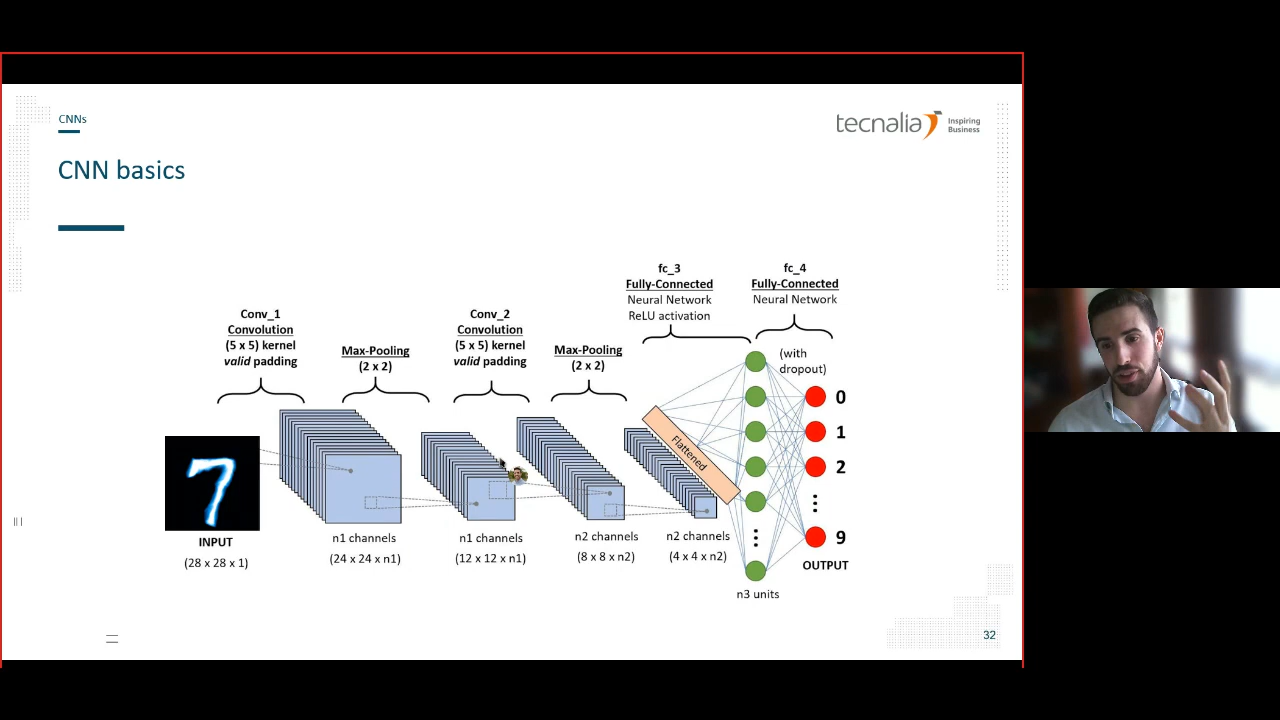 CNNs
tecnalia
Inspiring
Business
CNN basics
Conv_1
Convolution
(5 x 5) kernel
valid padding
Max-Pooling
(2 x 2)
Conv_2
Convolution
(5 x 5) kernel
valid padding
Max-Pooling
(2 x 2)
fc_3
Fully-Connected
Neural Network
ReLU activation
fc_4
Fully-Connected
Neural Network
(with
dropout)
Flattened
7
0
1
2
9
INPUT
(28 x 28 x 1)
n1 channels
(24 x 24 x n1)
n1 channels
(12 x 12 x n1)
n2 channels
(8 x 8 x n2)
n2 channels
(4 x 4 x n2)
n3 units
OUTPUT
32